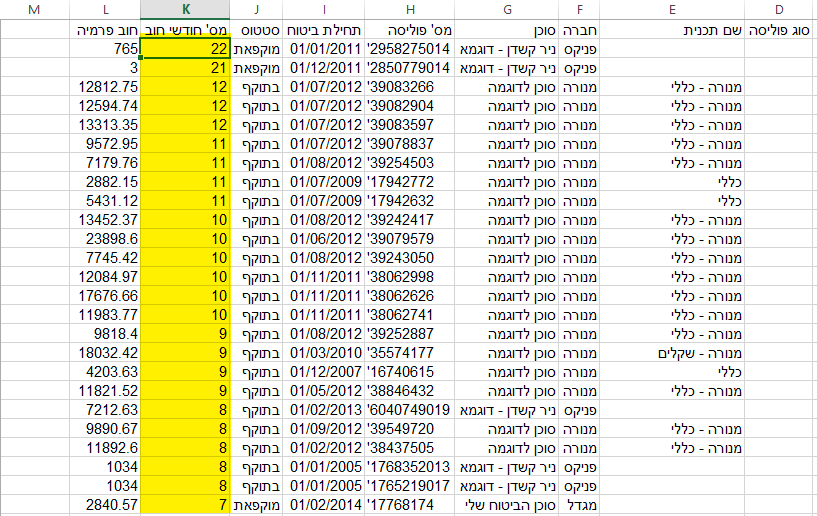 D E F G H I J K L M
סוג פוליסה שם תכנית חברה סוכן מס' פוליסה תחילת ביטוח סטטוס מס' חודשי חוב חוב פרמיה
פניקס ניר קשדן - דוגמא '2958275014 01/01/2011 מוקפאת 22 765
פניקס ניר קשדן - דוגמא '2850779014 01/12/2011 מוקפאת 21 3
מנורה - כללי מנורה סוכן לדוגמה '39083266 01/07/2012 בתוקף 12 12812.75
מנורה - כללי מנורה סוכן לדוגמה '39082904 01/07/2012 בתוקף 12 12594.74
מנורה - כללי מנורה סוכן לדוגמה '39083597 01/07/2012 בתוקף 12 13313.35
מנורה - כללי מנורה סוכן לדוגמה '39078837 01/07/2012 בתוקף 11 9572.95
מנורה - כללי מנורה סוכן לדוגמה '39254503 01/08/2012 בתוקף 11 7179.76
כללי מנורה סוכן לדוגמה '17942772 01/07/2009 בתוקף 11 2882.15
כללי מנורה סוכן לדוגמה '17942632 01/07/2009 בתוקף 11 5431.12
מנורה - כללי מנורה סוכן לדוגמה '39242417 01/08/2012 בתוקף 10 13452.37
מנורה - כללי מנורה סוכן לדוגמה '39079579 01/06/2012 בתוקף 10 23898.6
מנורה - כללי מנורה סוכן לדוגמה '39243050 01/08/2012 בתוקף 10 7745.42
מנורה - כללי מנורה סוכן לדוגמה '38062998 01/11/2011 בתוקף 10 12084.97
מנורה - כללי מנורה סוכן לדוגמה '38062626 01/11/2011 בתוקף 10 17676.66
מנורה - כללי מנורה סוכן לדוגמה '38062741 01/11/2011 בתוקף 10 11983.77
מנורה - כללי מנורה סוכן לדוגמה '39252887 01/08/2012 בתוקף 9 9818.4
מנורה - שקלים מנורה סוכן לדוגמה '35574177 01/03/2010 בתוקף 9 18032.42
כללי מנורה סוכן לדוגמה '16740615 01/12/2007 בתוקף 9 4203.63
מנורה - כללי מנורה סוכן לדוגמה '38846432 01/05/2012 בתוקף 9 11821.52
פניקס ניר קשדן - דוגמא '6040749019 01/02/2013 בתוקף 8 7212.63
מנורה - כללי מנורה סוכן לדוגמה '39549720 01/09/2012 בתוקף 8 9890.67
מנורה - כללי מנורה סוכן לדוגמה '38437505 01/02/2012 בתוקף 8 11892.6
פניקס ניר קשדן - דוגמא '1768352013 01/01/2005 בתוקף 8 1034
פניקס ניר קשדן - דוגמא '1765219017 01/01/2005 בתוקף 8 1034
מגדל סוכן הביטוח שלי '17768174 01/02/2014 מוקפאת 7 2840.57